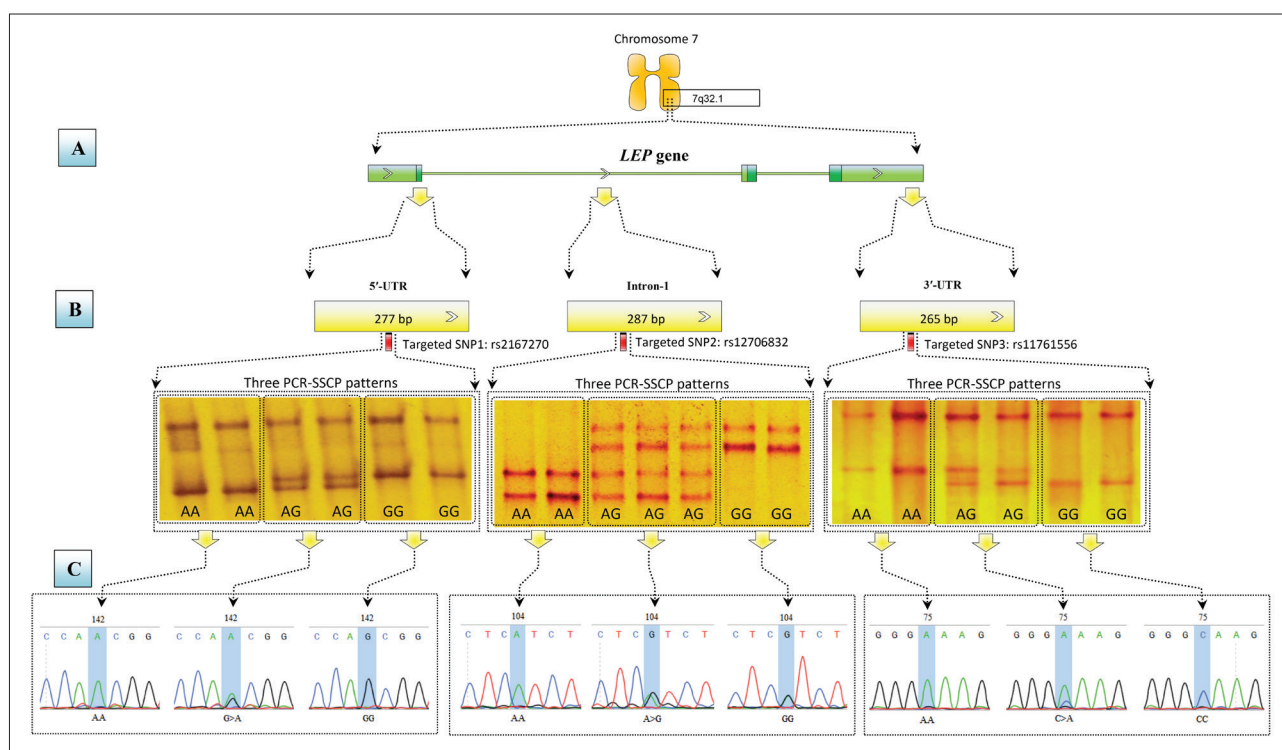 Chromosome 7
7q32.1
A
LEP gene
B
5′-UTR
Intron-1
3′-UTR
277 bp
287 bp
265 bp
Targeted SNP1: rs2167270
Targeted SNP2: rs12706832
Targeted SNP3: rs11761556
Three PCR-SSCP patterns
Three PCR-SSCP patterns
Three PCR-SSCP patterns
AA AA AG AG GG GG
AA AA AG AG AG GG GG
AA AA AG AG GG GG
C
142 142 142
C C A A C G G C C A A C G G C C A G C G G
AA G>A GG
104 104 104
C T C A T C T C T C G T C T C T C G T C T
AA A>G GG
75 75 75
G G G A A A G G G G A A A G G G G C A A G
AA C>A CC